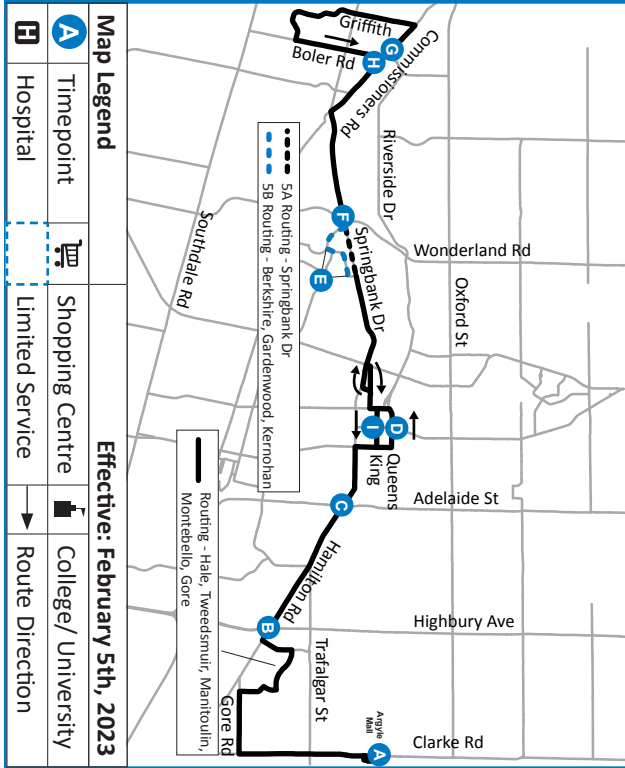 Griffith
Boler Rd
G
H
Commissioners Rd
Riverside Dr
F
Springbank Dr
Wonderland Rd
E
Southdale Rd
Oxford St
5A Routing - Springbank Dr
5B Routing - Berkshire, Gardenwood, Kernohan
D
I
Queens
King
Adelaide St
C
Hamilton Rd
Highbury Ave
B
Trafalgar St
Gore Rd
Argyle
Mall
A
Clarke Rd
Routing - Hale, Tweedsmuir, Manitoulin,
Montebello, Gore
Map Legend
Effective: February 5th, 2023
A
Timepoint
Shopping Centre
College/ University
H
Hospital
Limited Service
Route Direction